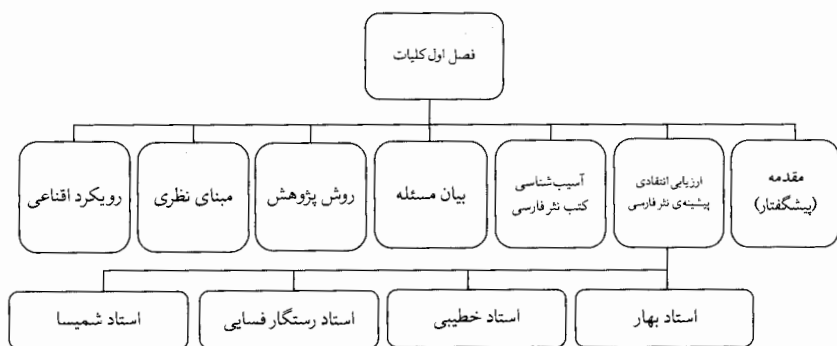 فصل اول کلیات
مقدمه
(پیشگفتار)
ارزیابی انتقادی
پیشینه‌ی نثر فارسی
آسیب‌شناسی
کتب نثر فارسی
بیان مسئله
روش پژوهش
مبنای نظری
رویکرد اقناعی
استاد بهار
استاد خطیبی
استاد رستگار فسایی
استاد شمیسا